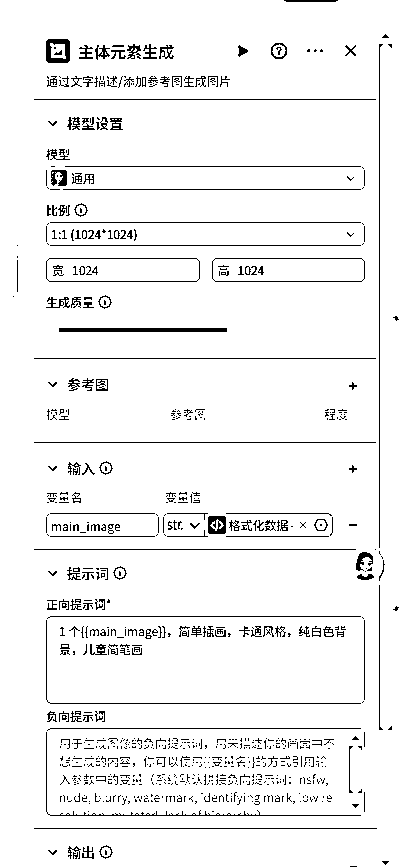 主体元素生成
通过文字描述/添加参考图生成图片
模型设置
模型
通用
比例
1:1 (1024*1024)
宽 1024 高 1024
生成质量
参考图
模型 参考图 程度
输入
变量名 变量值
main_image str. 格式化数据 -
提示词
正向提示词*
1 个{{main_image}}，简单插画，卡通风格，纯白色背
景，儿童简笔画
负向提示词
用于生成图像的负向提示词，用来描述你的画面中不
想生成的内容，你可以使用{{变量名}}的方式引用输
入参数中的变量（系统默认拼接负向提示词：nsfw,
nude, blurry, watermark, identifying mark, low re
solution, mutated, lack of hierarchy）
输出